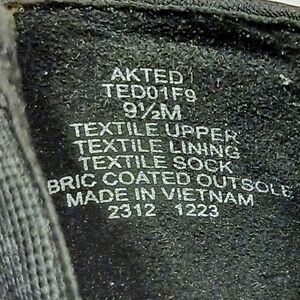 AKTED
TED01F9
9½M
TEXTILE UPPER
TEXTILE LINING
TEXTILE SOCK
BRIC COATED OUTSOLE
MADE IN VIETNAM
2312 1223